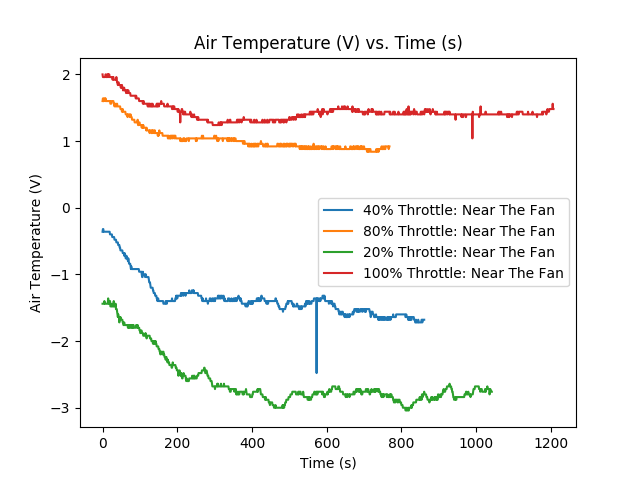 Air Temperature (V) vs. Time (s)
Air Temperature (V)
2
1
0
−1
−2
−3
40% Throttle: Near The Fan
80% Throttle: Near The Fan
20% Throttle: Near The Fan
100% Throttle: Near The Fan
0 200 400 600 800 1000 1200
Time (s)